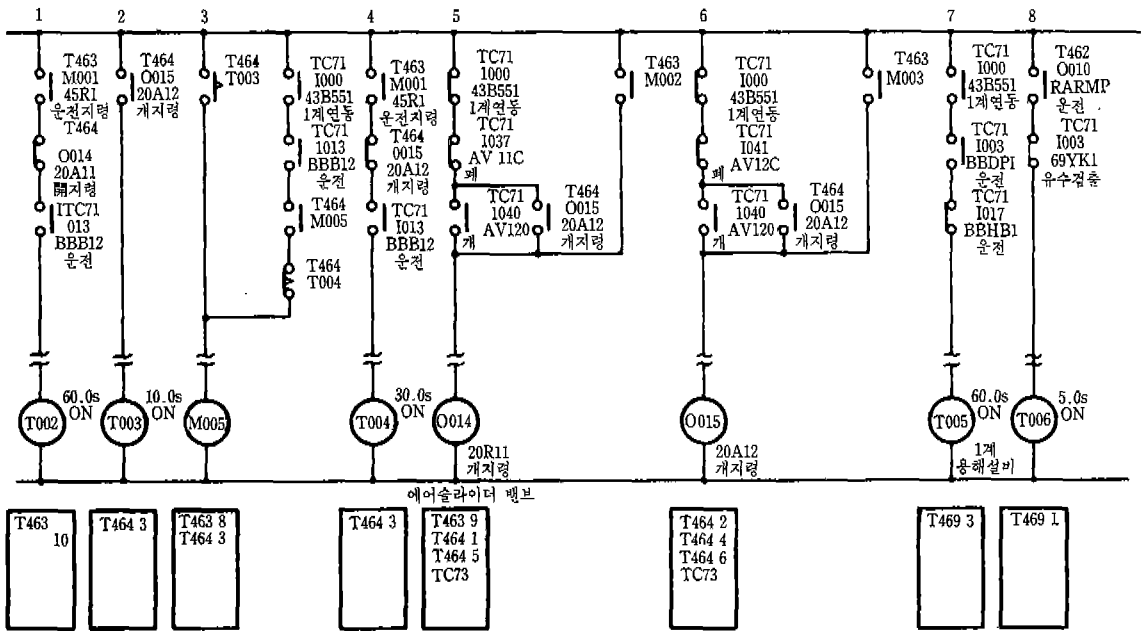 1 2 3 4 5 6 7 8
T463
M001
45R1
운전지령
T464
O014
20A11
開지령
ITC71
013
BBB12
운전
T464
O015
20A12
개지령
T464
T003
TC71
I000
43B551
1계연동
TC71
1013
BBB12
운전
T464
M005
T464
T004
T463
M001
45R1
운전지령
T464
0015
20A12
개지령
TC71
I013
BBB12
운전
TC71
1000
43B551
1계연동
TC71
I037
AV 11C
폐
TC71
1040
AV120
개
T464
O015
20A12
개지령
T463
M002
TC71
I000
43B551
1계연동
TC71
I041
AV12C
폐
TC71
1040
AV120
개
T464
O015
20A12
개지령
T463
M003
TC71
I000
43B551
1계연동
TC71
I003
BBDPI
운전
TC71
I017
BBHB1
운전
T462
O010
RARMP
운전
TC71
I003
69YK1
유수검출
T002
60.0s
ON
T003
10.0s
ON
M005
T004
30.0s
ON
O014
20R11
개지령
O015
20A12
개지령
T005
60.0s
ON
1계
용해설비
T006
5.0s
ON
에어슬라이더 밴브
T463
10
T464 3
T463 8
T464 3
T464 3
T463 9
T464 1
T464 5
TC73
T464 2
T464 4
T464 6
TC73
T469 3
T469 1